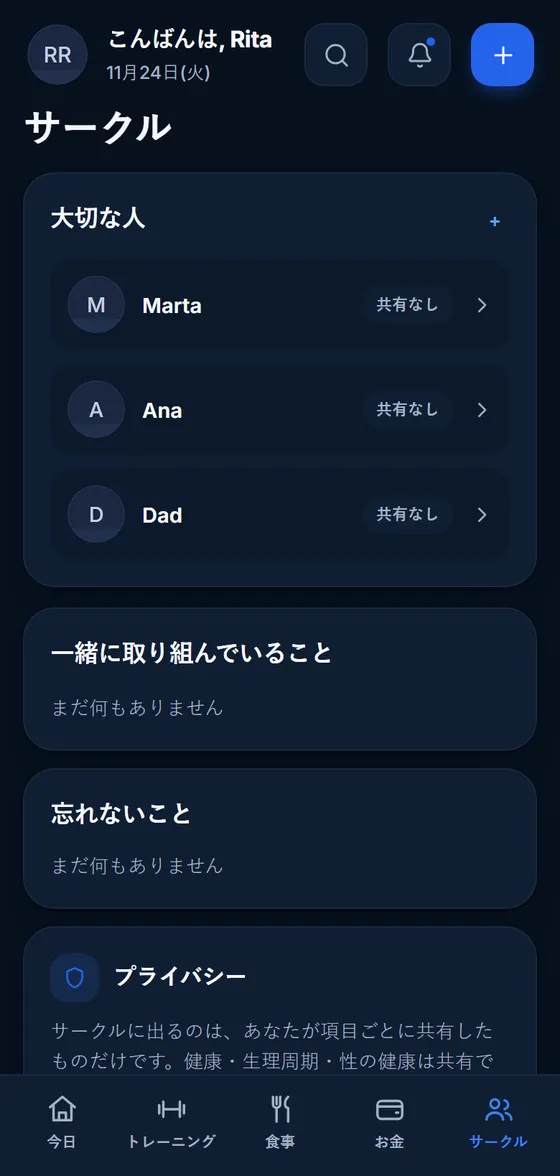 RR
こんばんは, Rita
11月24日(火)
サークル
大切な人
+
M
Marta
共有なし
A
Ana
共有なし
D
Dad
共有なし
一緒に取り組んでいること
まだ何もありません
忘れないこと
まだ何もありません
プライバシー
サークルに出るのは、あなたが項目ごとに共有した
ものだけです。健康・生理周期・性の健康は共有で
今日
トレーニング
食事
お金
サークル